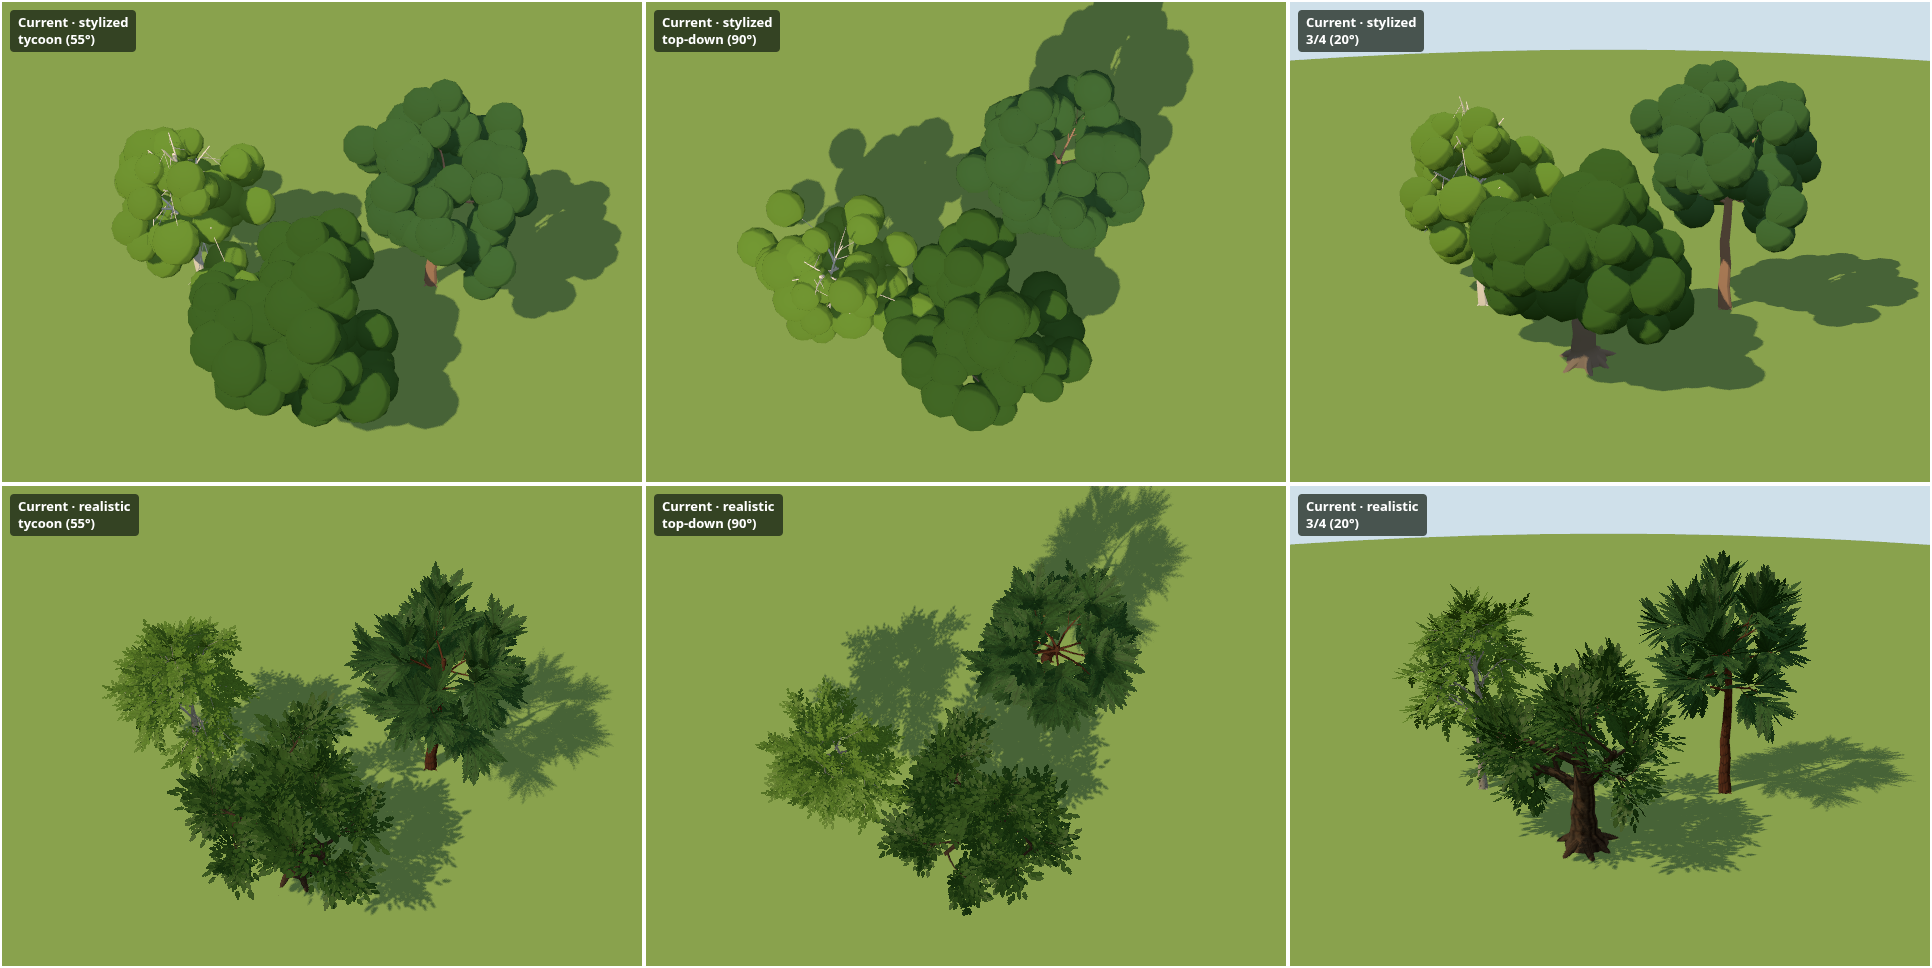 Current · stylized
tycoon (55°)
Current · stylized
top-down (90°)
Current · stylized
3/4 (20°)
Current · realistic
tycoon (55°)
Current · realistic
top-down (90°)
Current · realistic
3/4 (20°)